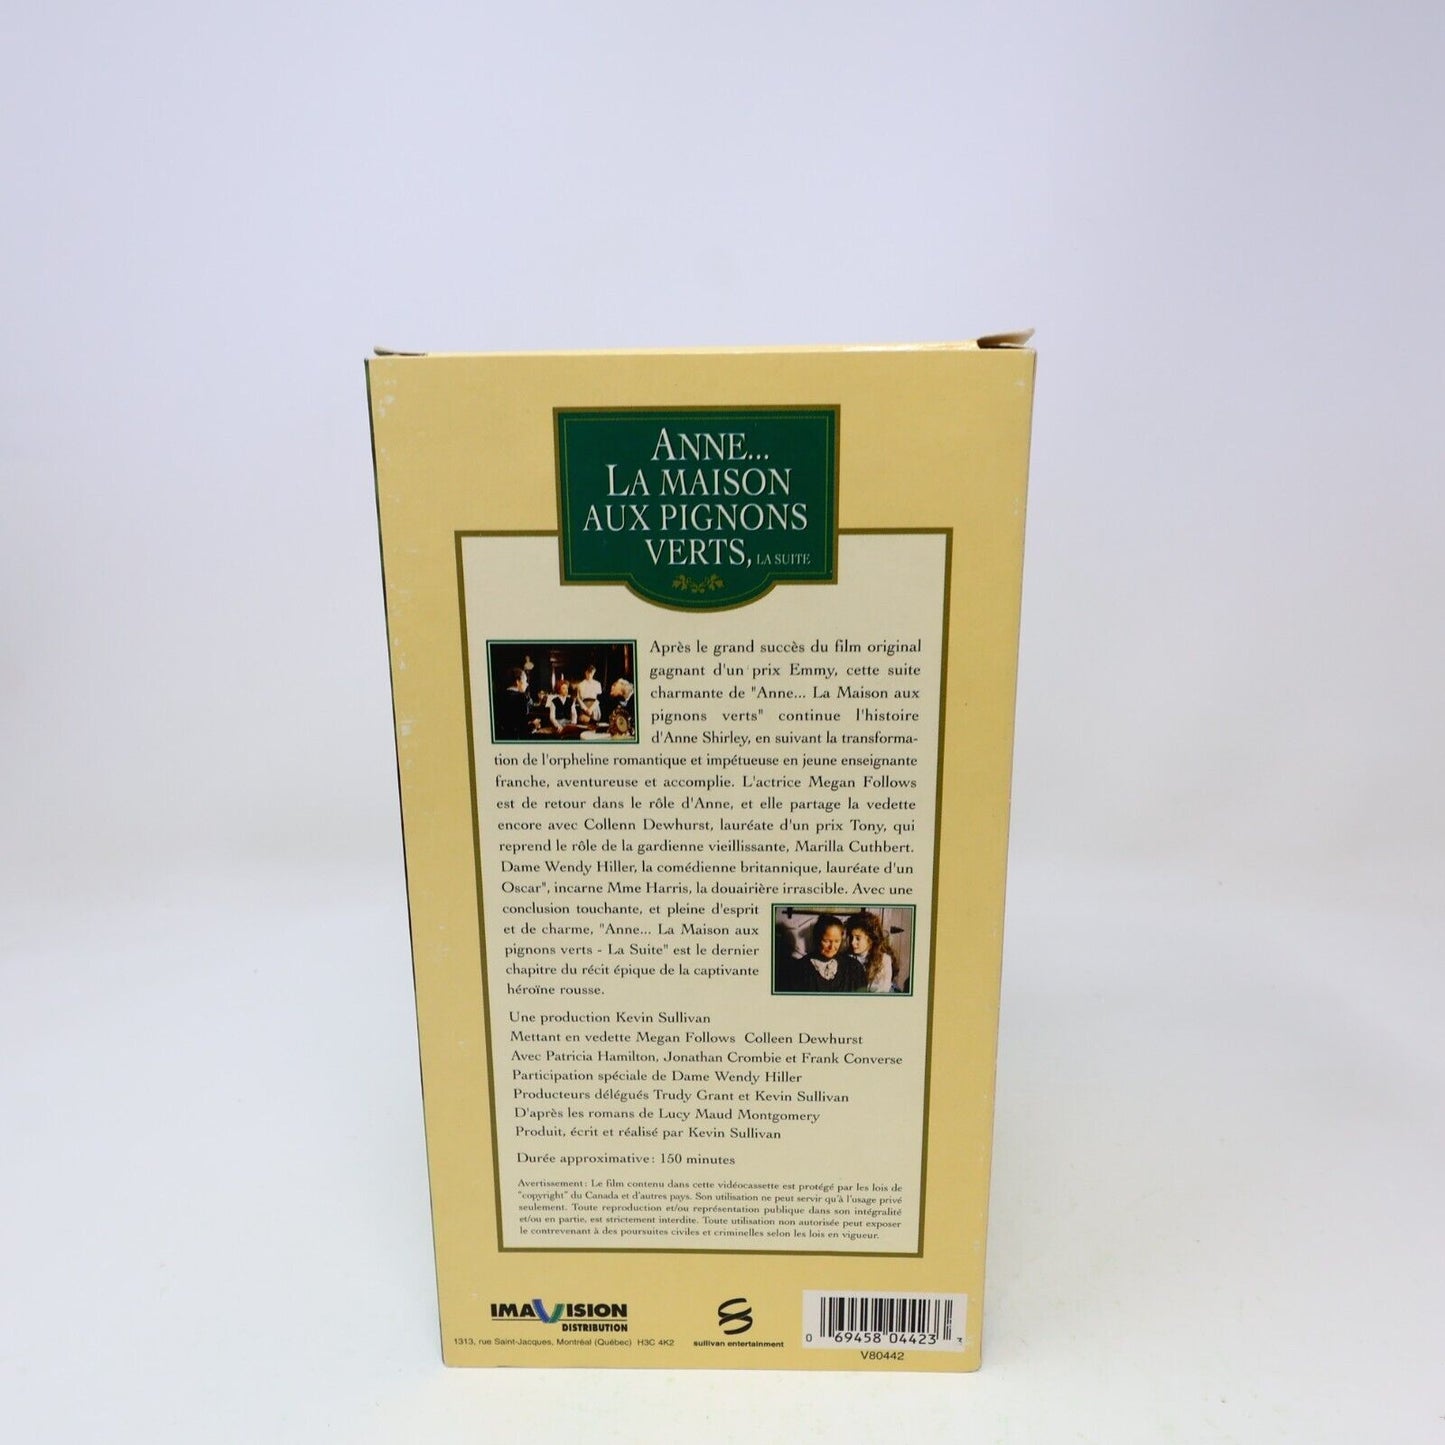 ANNE...
LA MAISON
AUX PIGNONS
VERTS, LA SUITE
Après le grand succès du film original
gagnant d'un prix Emmy, cette suite
charmante de "Anne... La Maison aux
pignons verts" continue l'histoire
d'Anne Shirley, en suivant la transforma-
tion de l'orpheline romantique et impétueuse en jeune enseignante
franche, aventureuse et accomplie. L'actrice Megan Follows
est de retour dans le rôle d'Anne, et elle partage la vedette
encore avec Collenn Dewhurst, lauréate d'un prix Tony, qui
reprend le rôle de la gardienne vieillissante, Marilla Cuthbert.
Dame Wendy Hiller, la comédienne britannique, lauréate d'un
Oscar", incarne Mme Harris, la douairière irrascible. Avec une
conclusion touchante, et pleine d'esprit
et de charme, "Anne... La Maison aux
pignons verts - La Suite" est le dernier
chapitre du récit épique de la captivante
héroïne rousse.
Une production Kevin Sullivan
Mettant en vedette Megan Follows Colleen Dewhurst
Avec Patricia Hamilton, Jonathan Crombie et Frank Converse
Participation spéciale de Dame Wendy Hiller
Producteurs délégués Trudy Grant et Kevin Sullivan
D'après les romans de Lucy Maud Montgomery
Produit, écrit et réalisé par Kevin Sullivan
Durée approximative: 150 minutes
Avertissement: Le film contenu dans cette vidéocassette est protégé par les lois de
"copyright" du Canada et d'autres pays. Son utilisation ne peut servir qu'à l'usage privé
seulement. Toute reproduction et/ou représentation publique dans son intégralité
et/ou en partie, est strictement interdite. Toute utilisation non autorisée peut exposer
le contrevenant à des poursuites civiles et criminelles selon les lois en vigueur.
IMAVISION
DISTRIBUTION
1313, rue Saint-Jacques, Montréal (Québec) H3C 4K2
sullivan entertainment
0 69458 04423 3
V80442